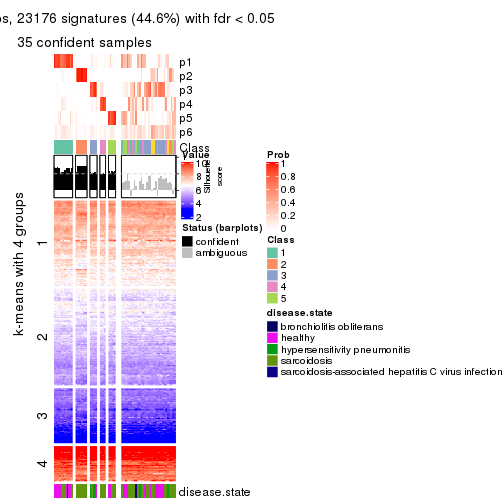 os, 23176 signatures (44.6%) with fdr < 0.05
35 confident samples
p1
p2
p3
p4
p5
p6
Class
Value
10
8
6
4
2
Silhouette
score
Prob
1
0.8
0.6
0.4
0.2
0
Status (barplots)
confident
ambiguous
Class
1
2
3
4
5
disease.state
bronchiolitis obliterans
healthy
hypersensitivity pneumonitis
sarcoidosis
sarcoidosis-associated hepatitis C virus infection
k-means with 4 groups
1
2
3
4
disease.state